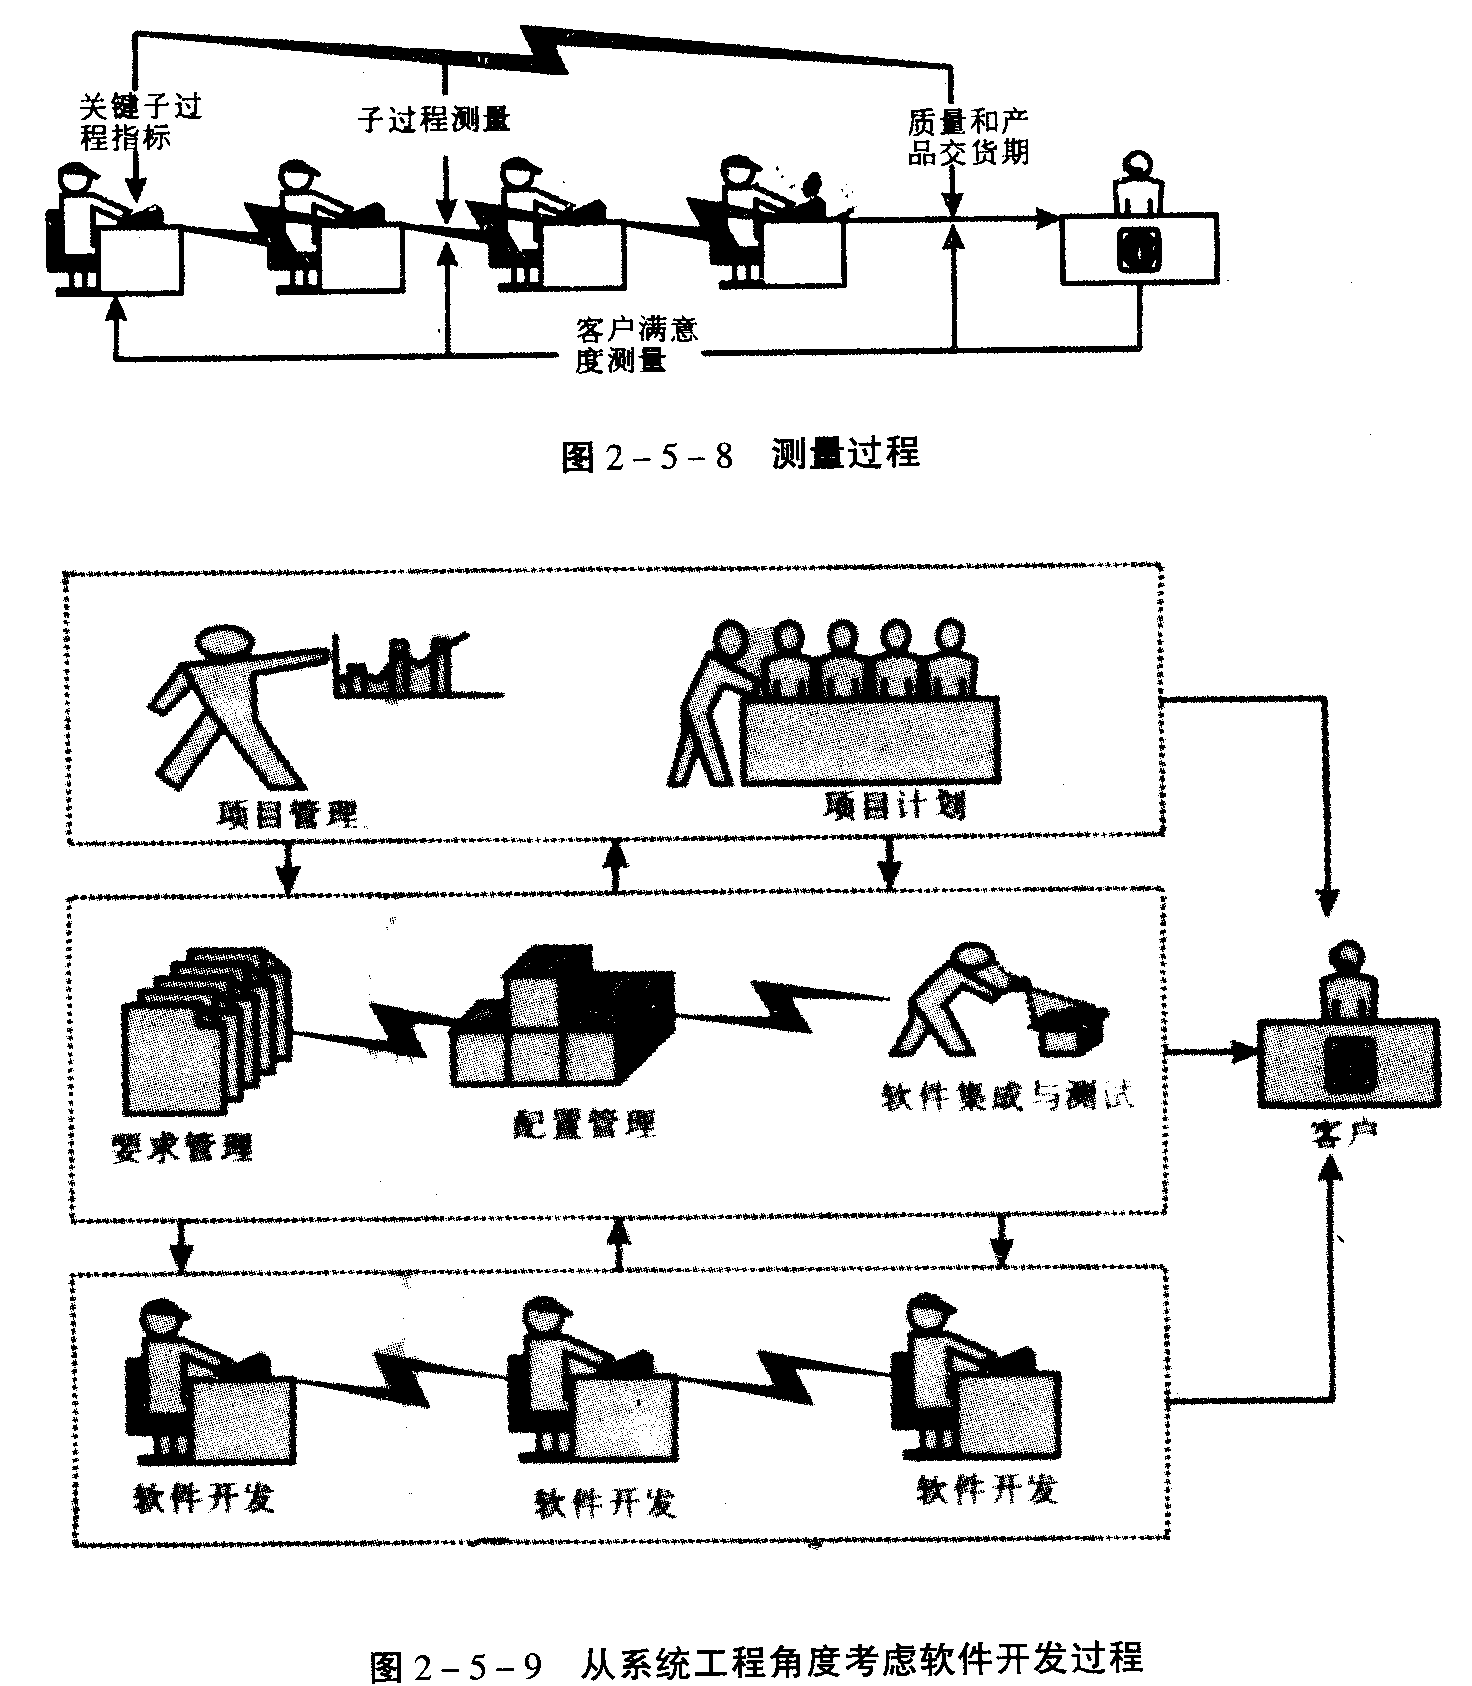 关键子过
程指标
子过程测量
质量和产
品交货期
客户满意
度测量
图2-5-8 测量过程
项目管理
项目计划
要求管理
配置管理
软件集成与测试
客户
软件开发
软件开发
软件开发
图2-5-9 从系统工程角度考虑软件开发过程